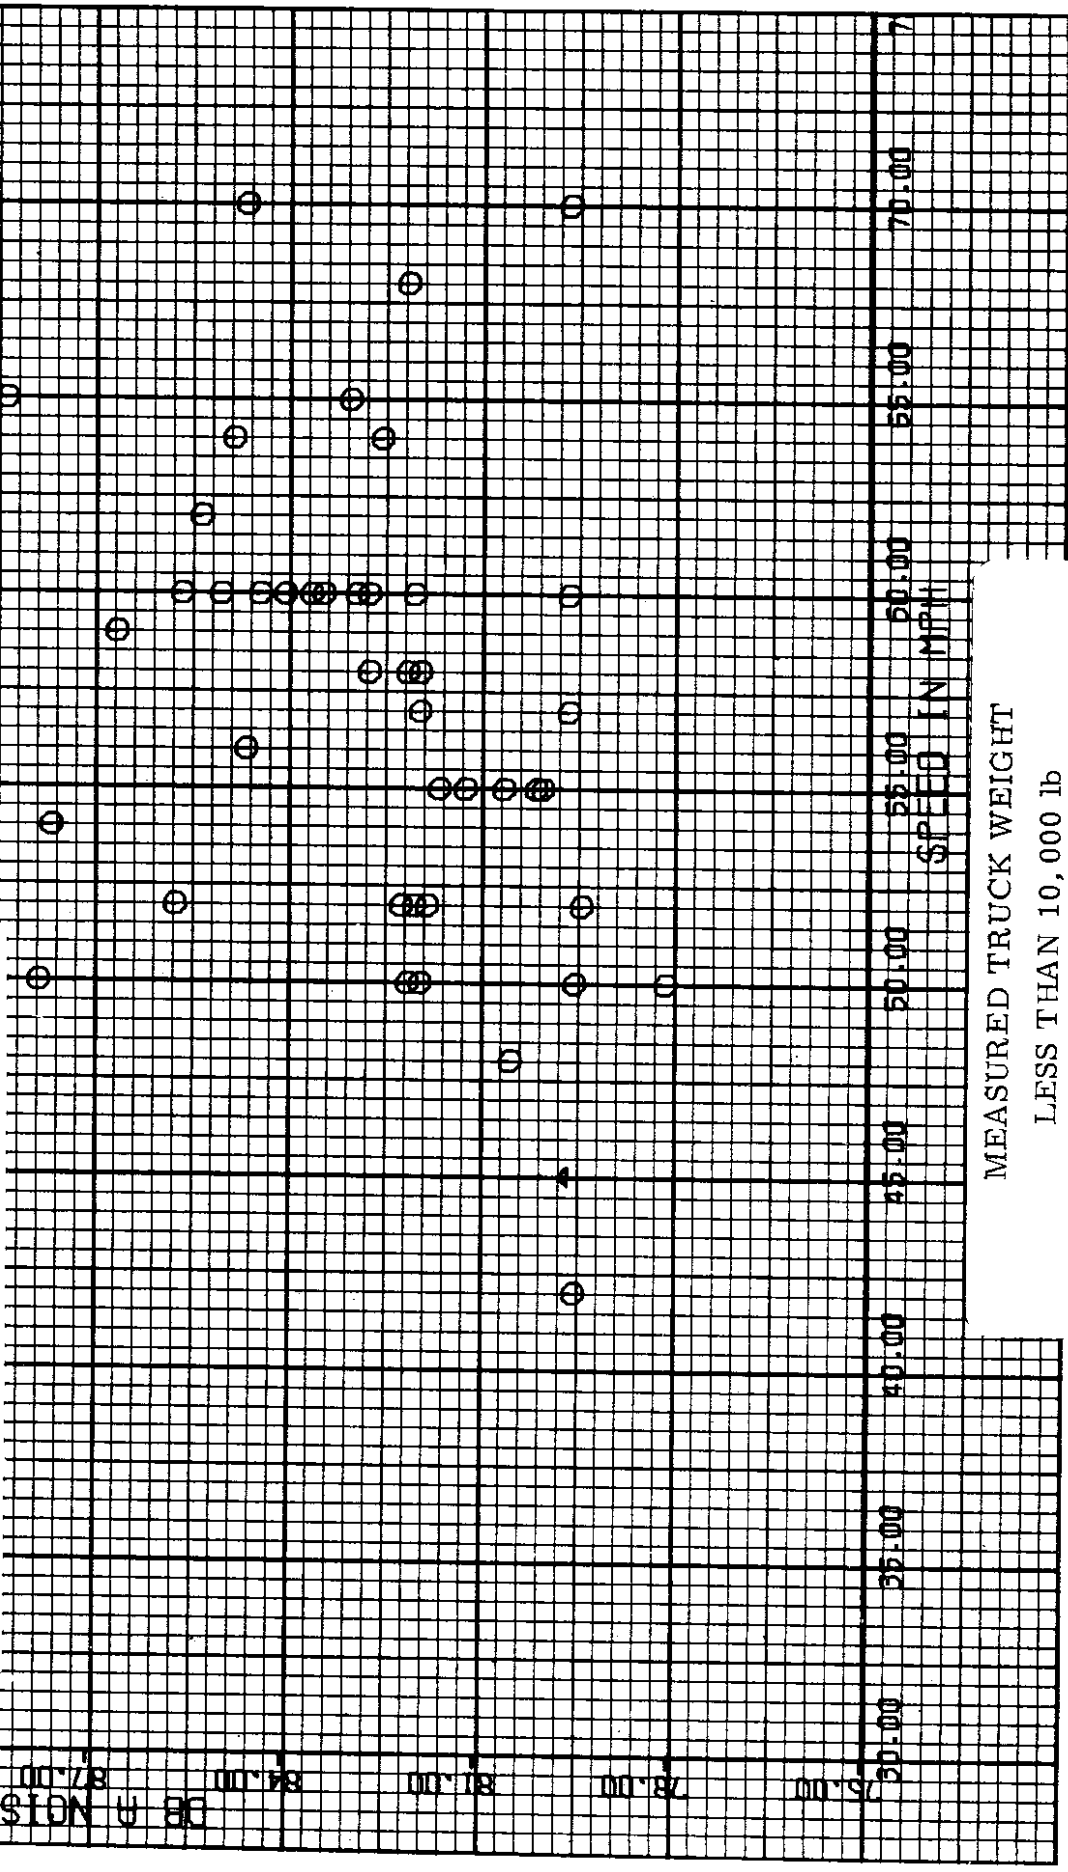 DB A NOIS
87.00
84.00
81.00
78.00
75.00
30.00 35.00 40.00 45.00 50.00 55.00 60.00 65.00 70.00 7
SPEED IN MPH
MEASURED TRUCK WEIGHT
LESS THAN 10,000 lb